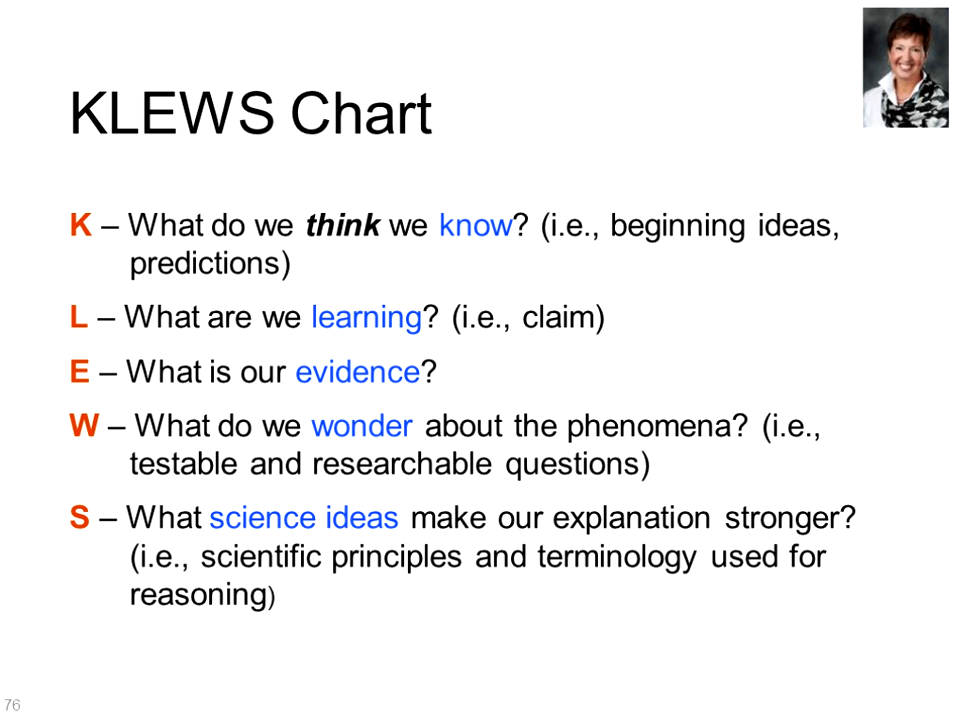 KLEWS Chart
K – What do we think we know? (i.e., beginning ideas,
predictions)
L – What are we learning? (i.e., claim)
E – What is our evidence?
W – What do we wonder about the phenomena? (i.e.,
testable and researchable questions)
S – What science ideas make our explanation stronger?
(i.e., scientific principles and terminology used for
reasoning)
76